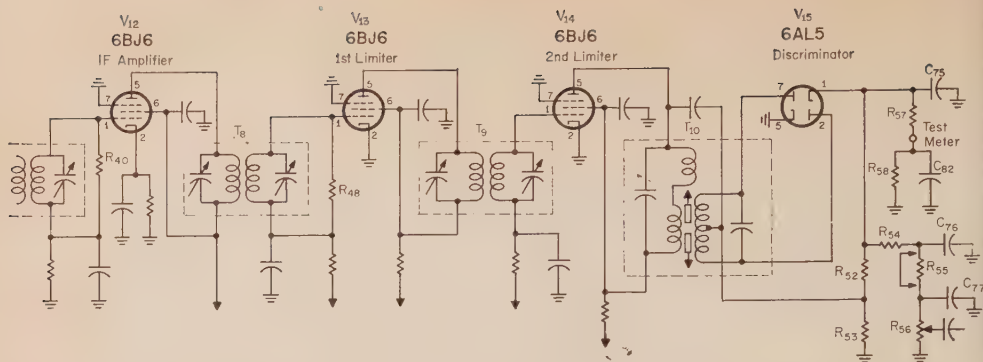 V12
6BJ6
IF Amplifier
V13
6BJ6
1st Limiter
V14
6BJ6
2nd Limiter
V15
6AL5
Discriminator
5
7
6
1
2
R40
T8
5
7
6
1
2
R48
T9
5
7
6
1
2
T10
7
1
5
2
C75
R57
Test
Meter
R58
C82
R54
C76
R52
R55
C77
R53
R56